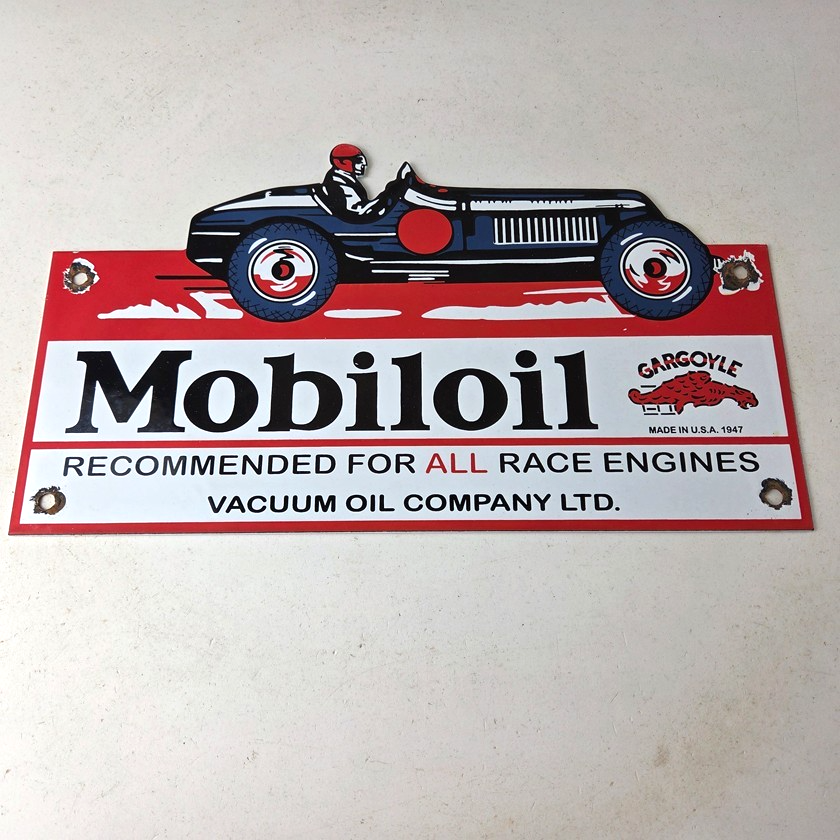 Mobiloil
GARGOYLE
MADE IN U.S.A. 1947
RECOMMENDED FOR ALL RACE ENGINES
VACUUM OIL COMPANY LTD.